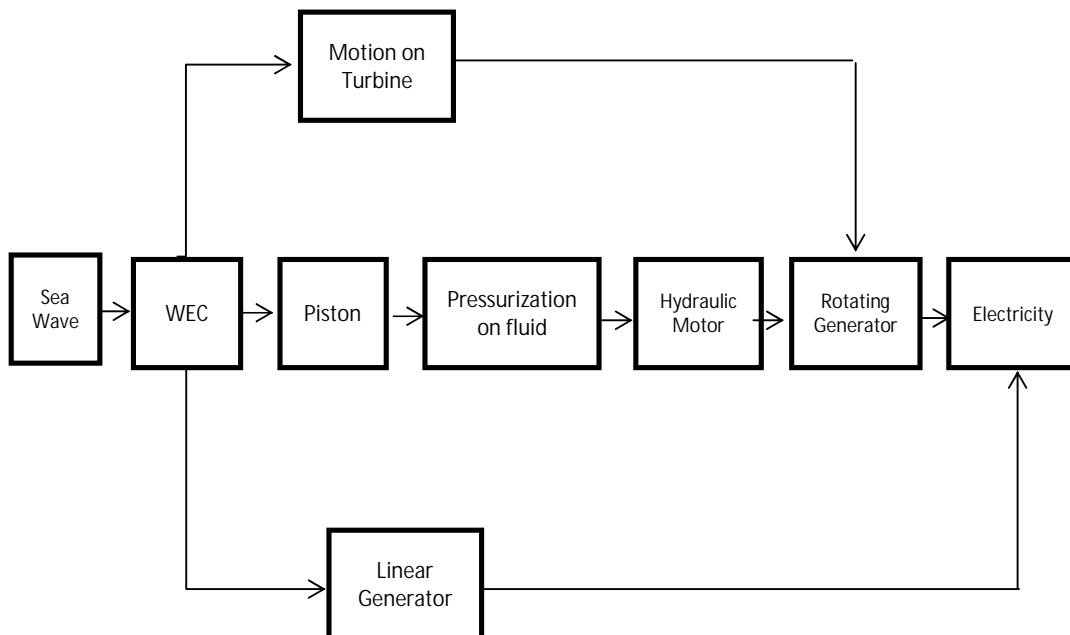 Motion on
Turbine
Sea
Wave
WEC
Piston
Pressurization
on fluid
Hydraulic
Motor
Rotating
Generator
Electricity
Linear
Generator